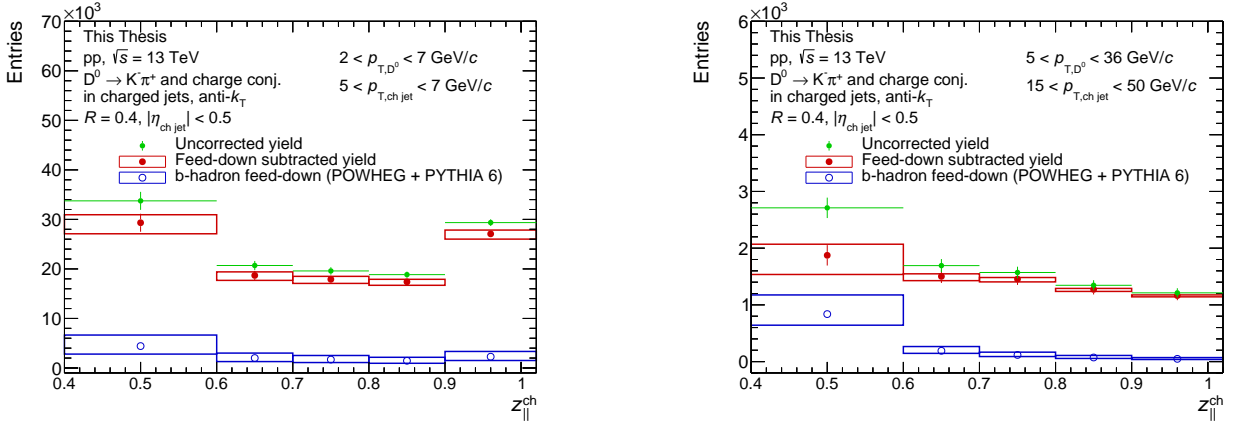 ×10³
70
60
50
40
30
20
10
0
Entries
This Thesis
pp, √s = 13 TeV
D⁰ → K⁻π⁺ and charge conj.
in charged jets, anti-k_T
R = 0.4, |η_ch jet| < 0.5
2 < p_T,D⁰ < 7 GeV/c
5 < p_T,ch jet < 7 GeV/c
Uncorrected yield
Feed-down subtracted yield
b-hadron feed-down (POWHEG + PYTHIA 6)
0.4 0.5 0.6 0.7 0.8 0.9 1
z_||^ch
×10³
6
5
4
3
2
1
0
Entries
This Thesis
pp, √s = 13 TeV
D⁰ → K⁻π⁺ and charge conj.
in charged jets, anti-k_T
R = 0.4, |η_ch jet| < 0.5
5 < p_T,D⁰ < 36 GeV/c
15 < p_T,ch jet < 50 GeV/c
Uncorrected yield
Feed-down subtracted yield
b-hadron feed-down (POWHEG + PYTHIA 6)
0.4 0.5 0.6 0.7 0.8 0.9 1
z_||^ch